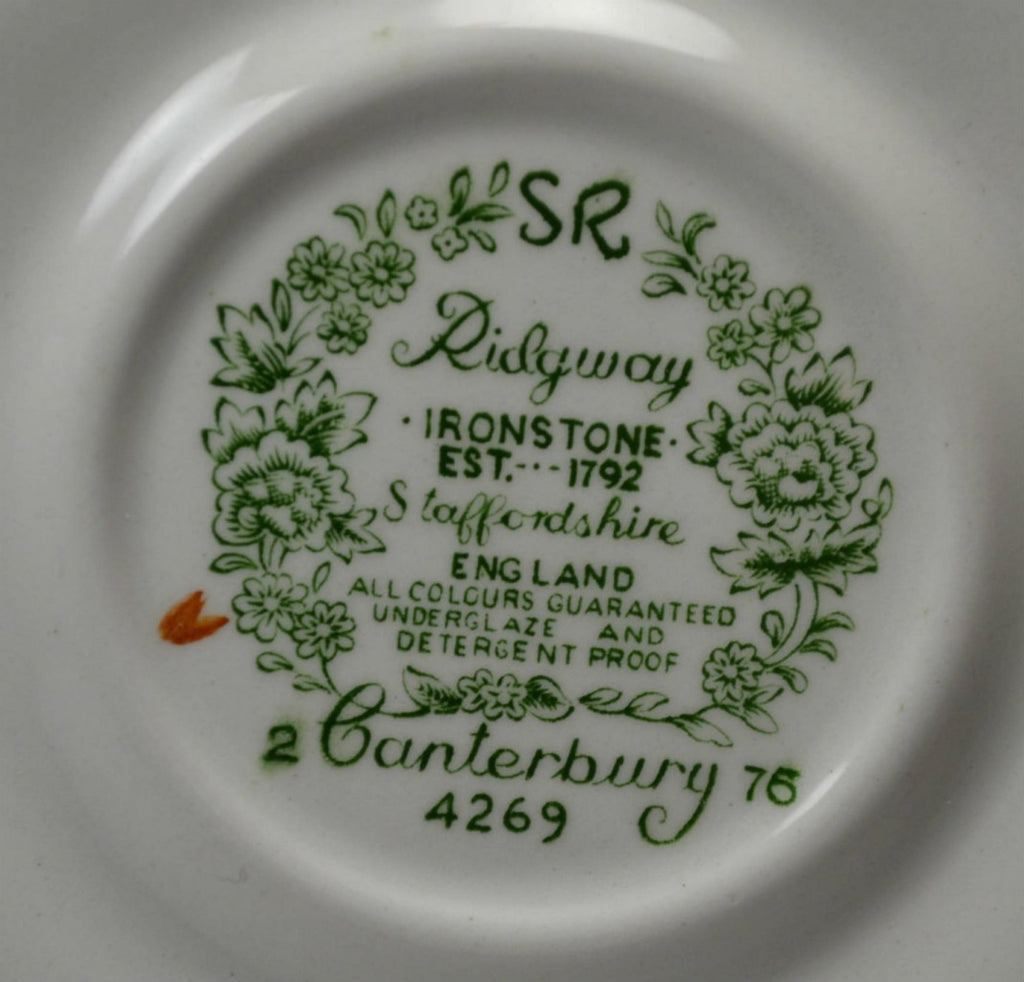 SR
Ridgway
· IRONSTONE ·
EST.---1792
Staffordshire
ENGLAND
ALL COLOURS GUARANTEED
UNDERGLAZE AND
DETERGENT PROOF
2 Canterbury 76
4269